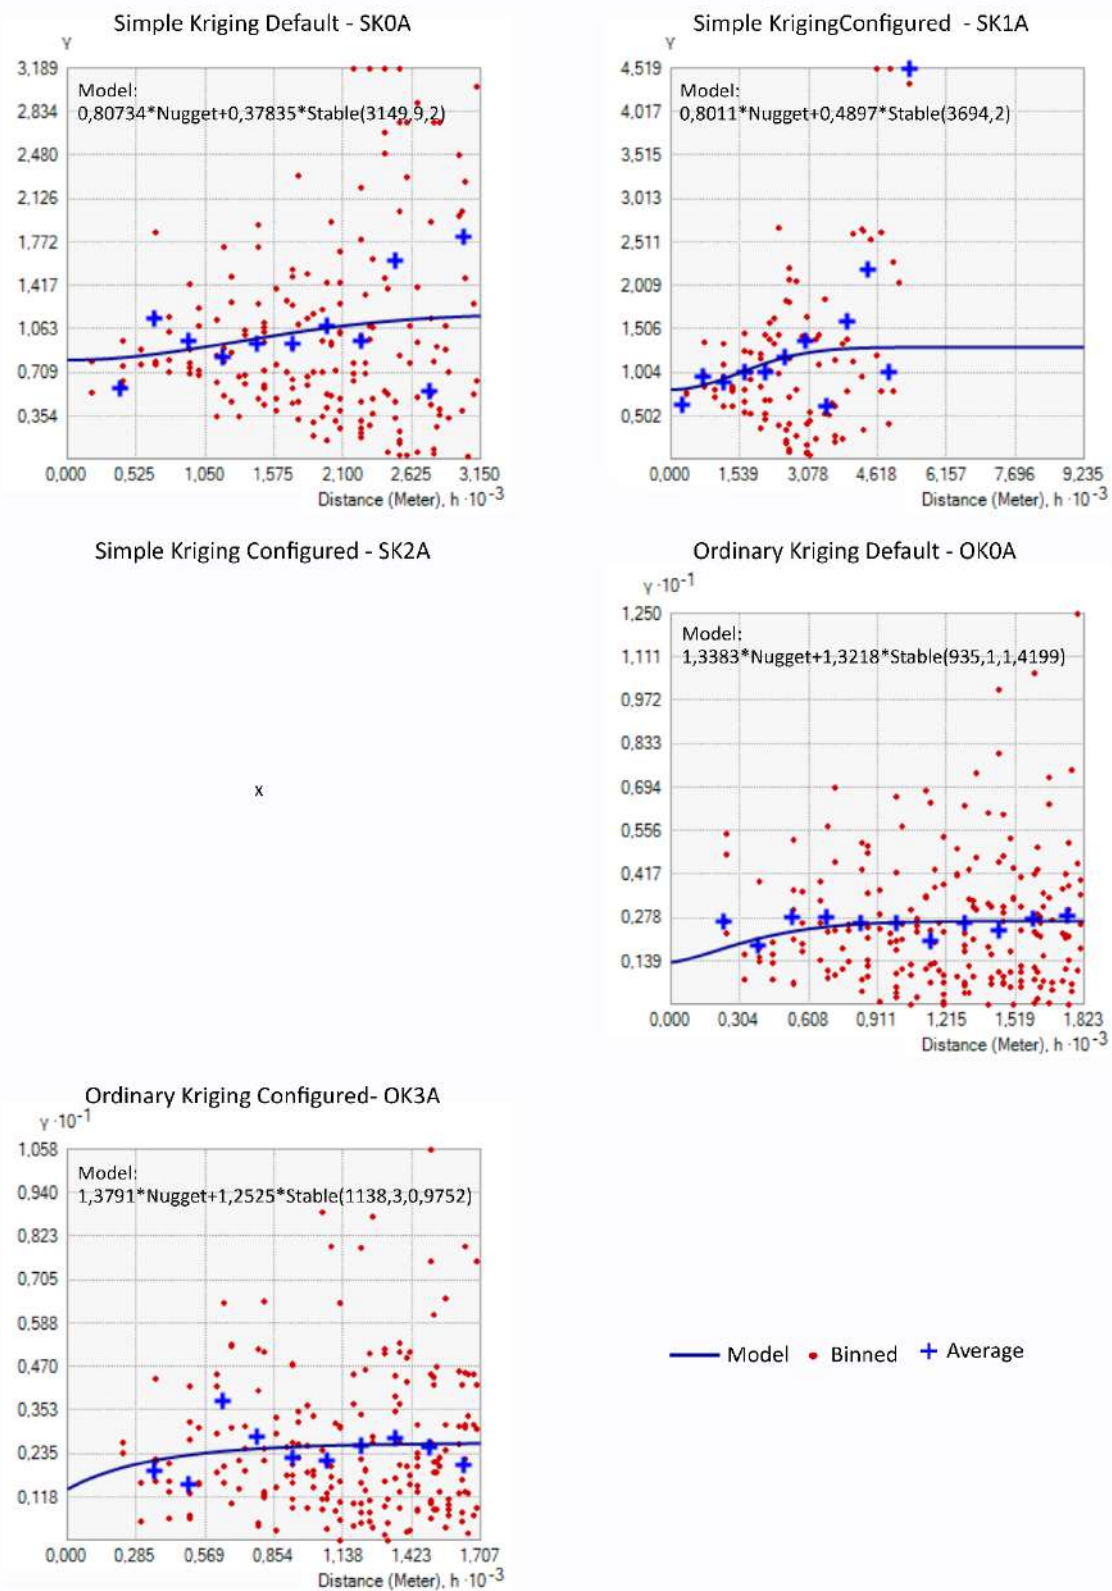 Simple Kriging Default - SK0A
γ
3,189
2,834
2,480
2,126
1,772
1,417
1,063
0,709
0,354
Model:
0,80734*Nugget+0,37835*Stable(3149,9,2)
0,000 0,525 1,050 1,575 2,100 2,625 3,150
Distance (Meter), h ·10⁻³
Simple KrigingConfigured - SK1A
γ
4,519
4,017
3,515
3,013
2,511
2,009
1,506
1,004
0,502
Model:
0,8011*Nugget+0,4897*Stable(3694,2)
0,000 1,539 3,078 4,618 6,157 7,696 9,235
Distance (Meter), h ·10⁻³
Simple Kriging Configured - SK2A
x
Ordinary Kriging Default - OK0A
γ ·10⁻¹
1,250
1,111
0,972
0,833
0,694
0,556
0,417
0,278
0,139
Model:
1,3383*Nugget+1,3218*Stable(935,1,1,4199)
0,000 0,304 0,608 0,911 1,215 1,519 1,823
Distance (Meter), h ·10⁻³
Ordinary Kriging Configured- OK3A
γ ·10⁻¹
1,058
0,940
0,823
0,705
0,588
0,470
0,353
0,235
0,118
Model:
1,3791*Nugget+1,2525*Stable(1138,3,0,9752)
0,000 0,285 0,569 0,854 1,138 1,423 1,707
Distance (Meter), h ·10⁻³
Model Binned Average